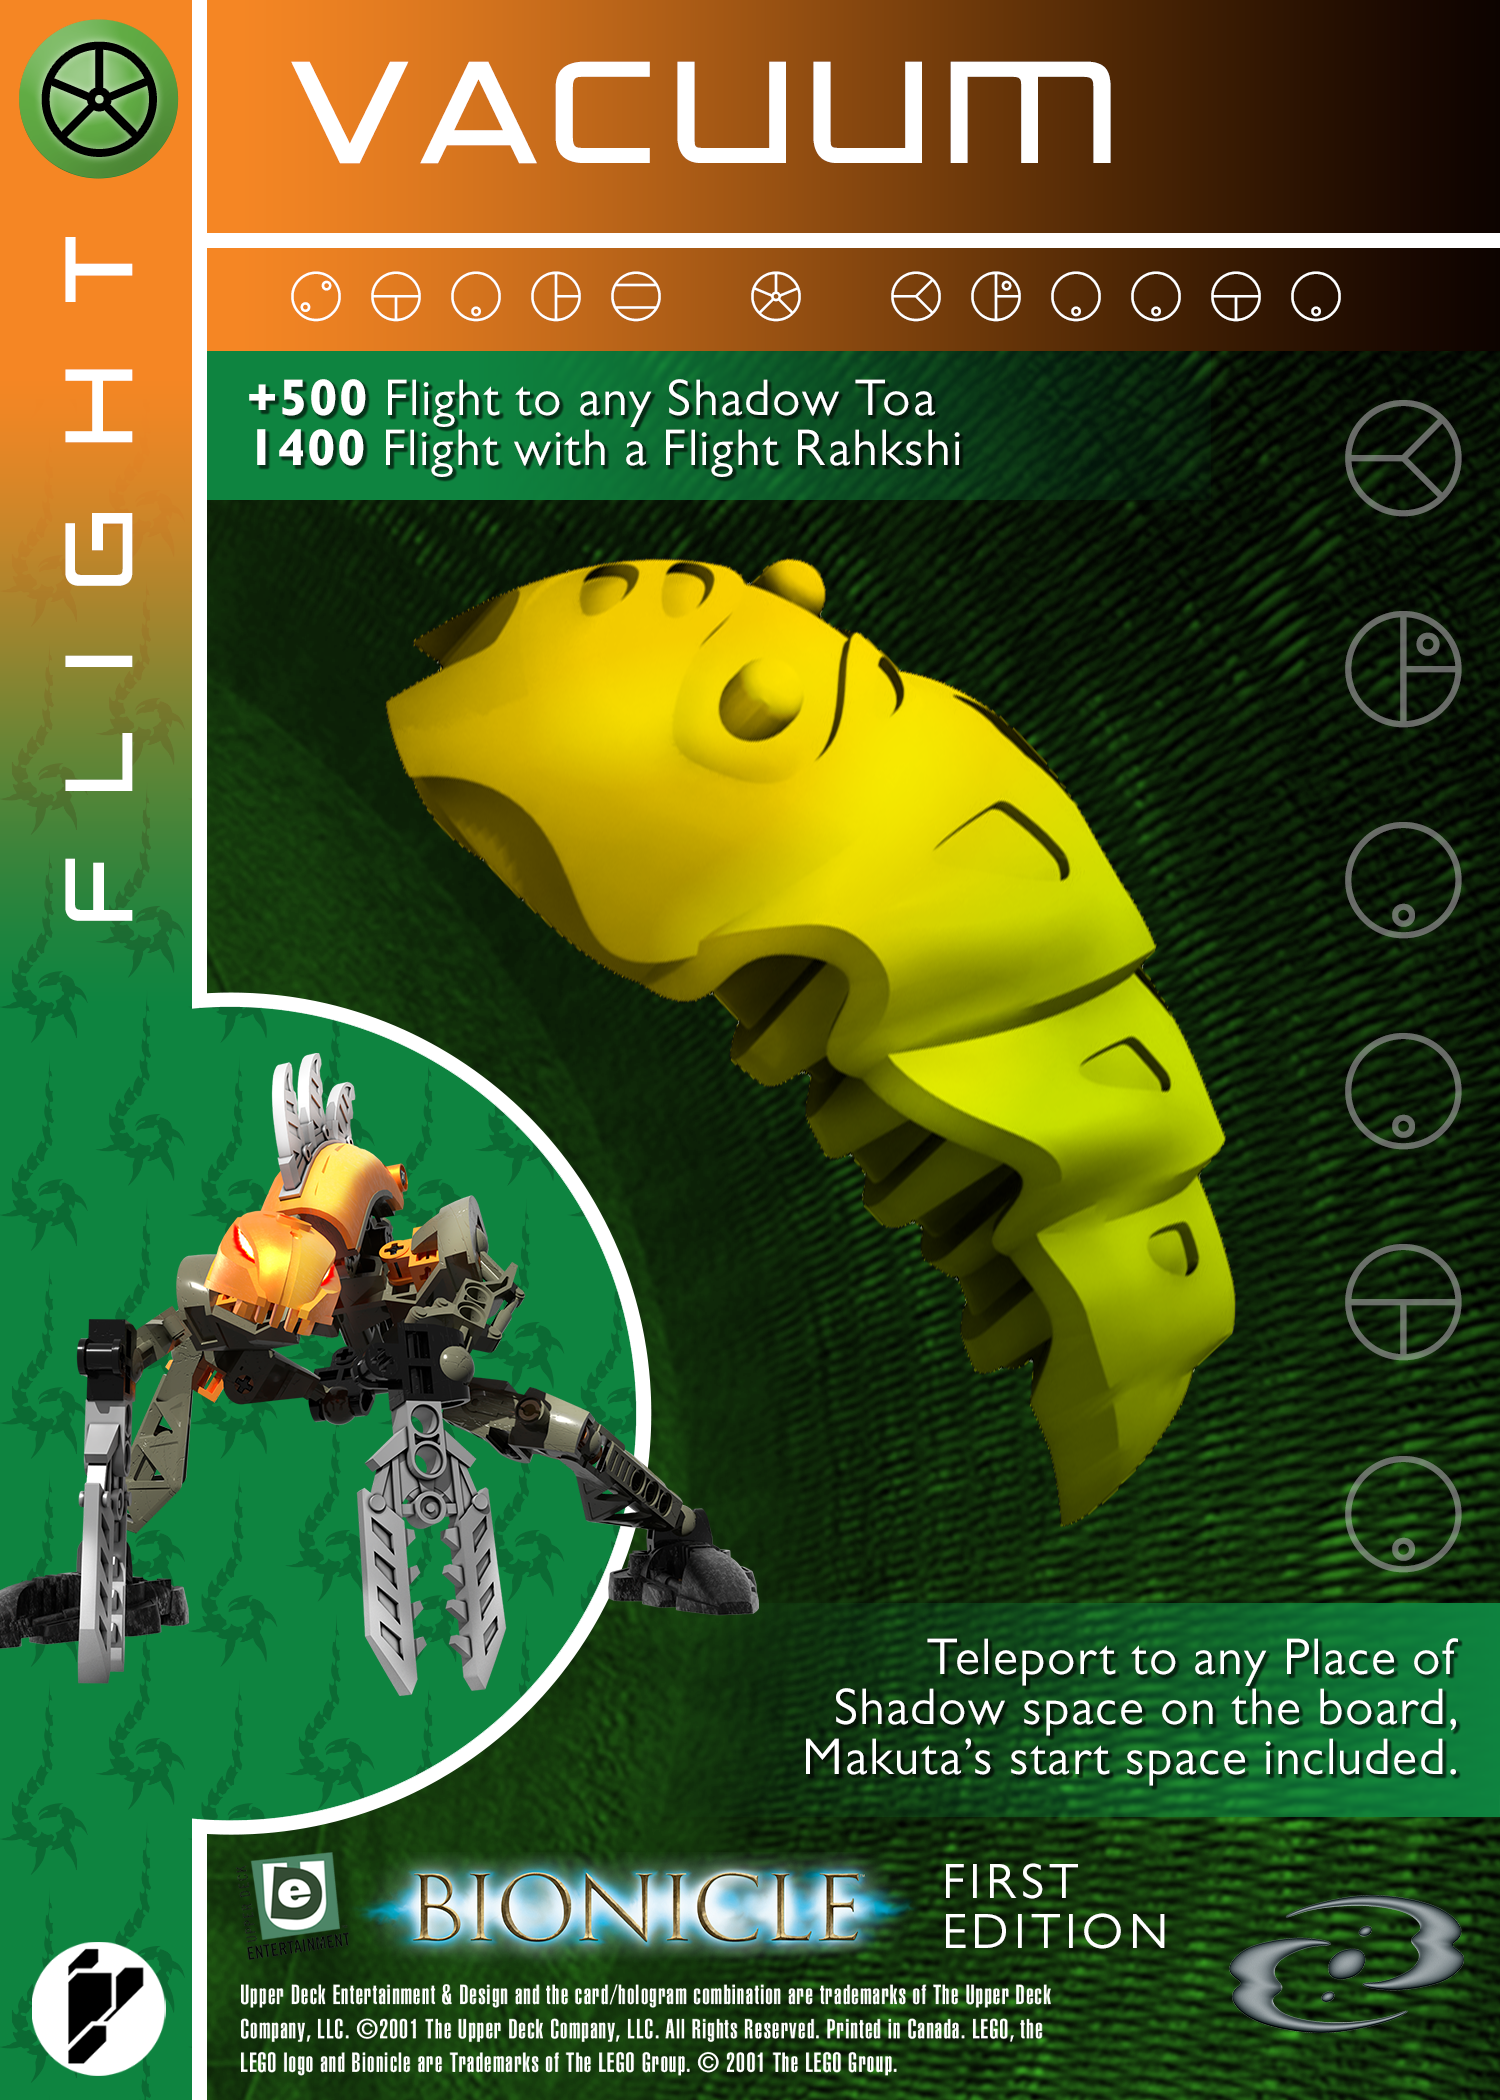 VACUUM
FLIGHT
+500 Flight to any Shadow Toa
1400 Flight with a Flight Rahkshi
Teleport to any Place of
Shadow space on the board,
Makuta's start space included.
e
ENTERTAINMENT
BIONICLE
FIRST
EDITION
Upper Deck Entertainment & Design and the card/hologram combination are trademarks of The Upper Deck
Company, LLC. ©2001 The Upper Deck Company, LLC. All Rights Reserved. Printed in Canada. LEGO, the
LEGO logo and Bionicle are Trademarks of The LEGO Group. © 2001 The LEGO Group.